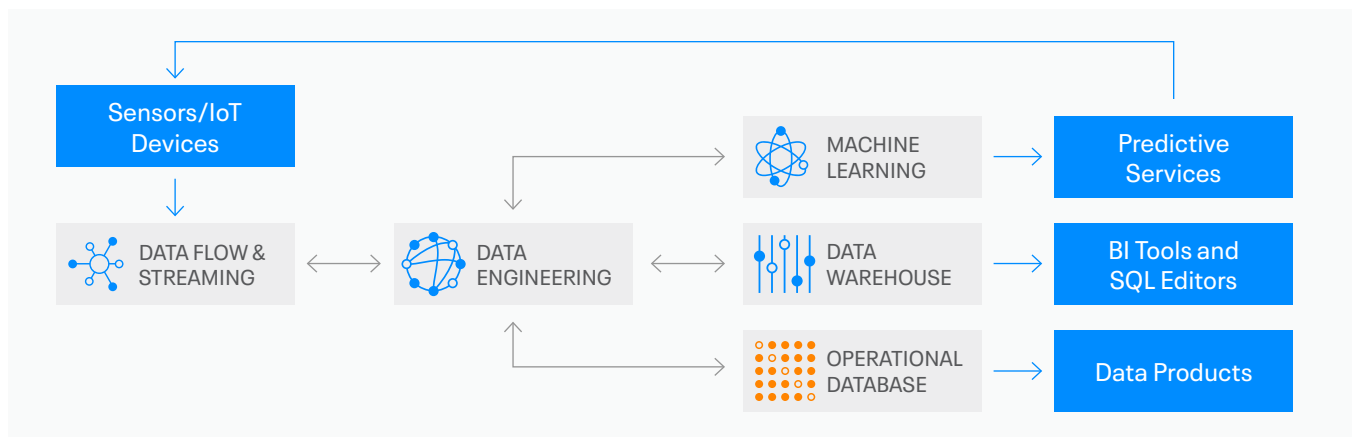 Sensors/IoT
Devices
DATA FLOW &
STREAMING
DATA
ENGINEERING
MACHINE
LEARNING
DATA
WAREHOUSE
OPERATIONAL
DATABASE
Predictive
Services
BI Tools and
SQL Editors
Data Products